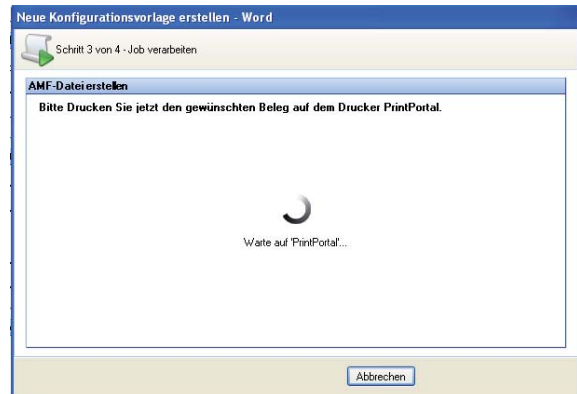 Neue Konfigurationsvorlage erstellen - Word
Schritt 3 von 4 - Job verarbeiten
AMF-Datei erstellen
Bitte Drucken Sie jetzt den gewünschten Beleg auf dem Drucker PrintPortal.
Warte auf 'PrintPortal'...
Abbrechen